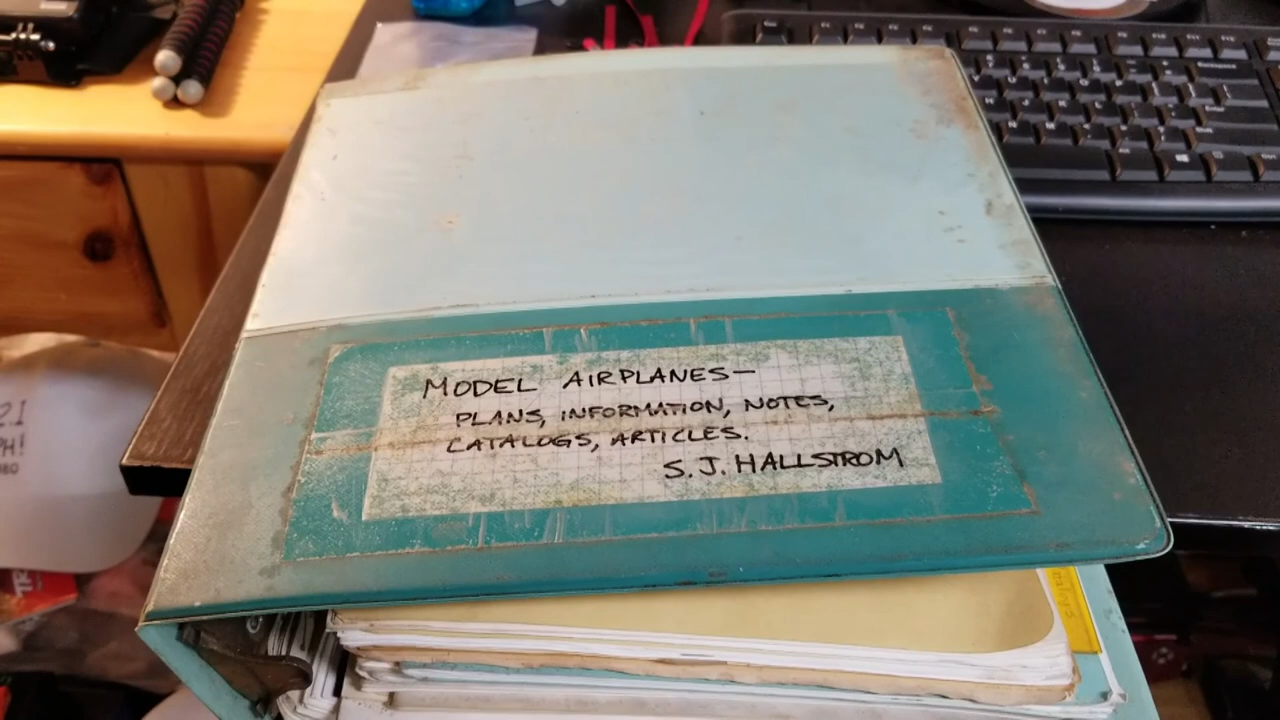 MODEL AIRPLANES—
PLANS, INFORMATION, NOTES,
CATALOGS, ARTICLES.
S. J. HALLSTROM